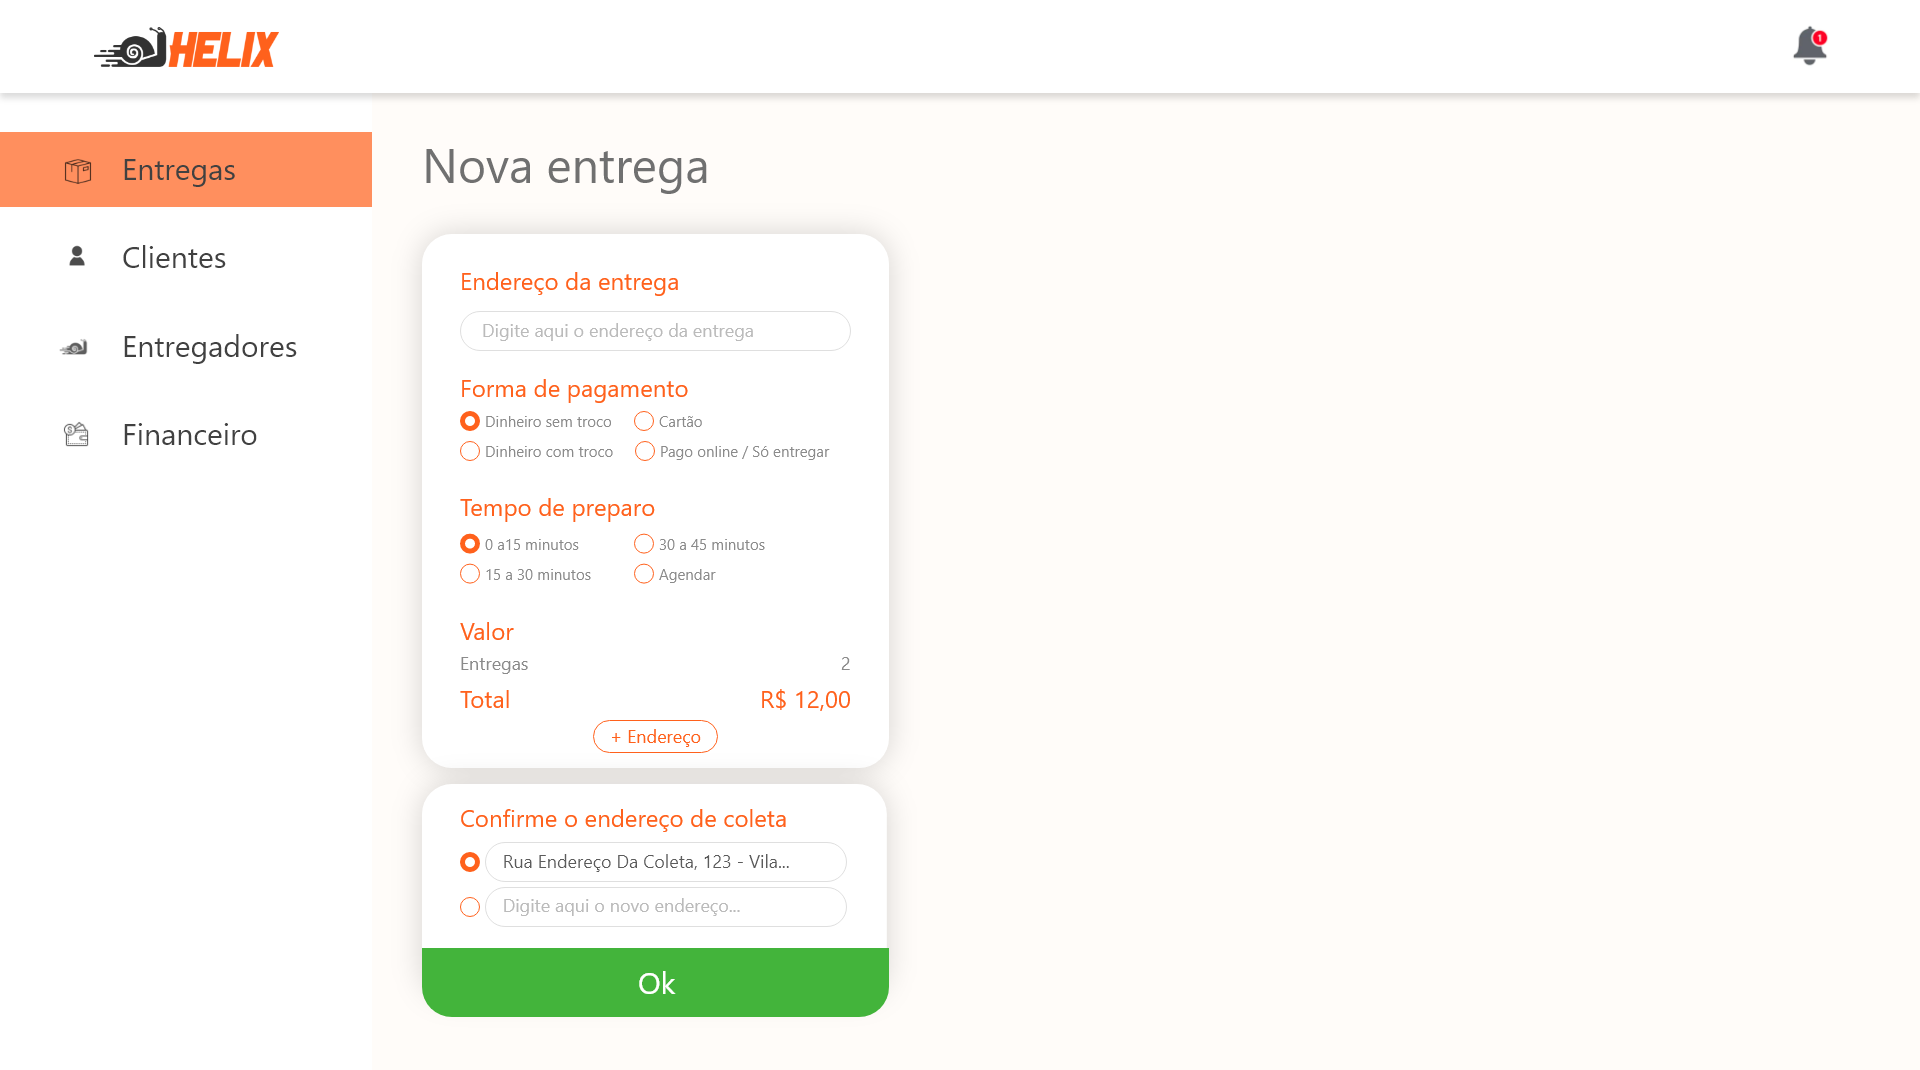 HELIX
1
Entregas
Clientes
Entregadores
Financeiro
Nova entrega
Endereço da entrega
Digite aqui o endereço da entrega
Forma de pagamento
Dinheiro sem troco
Cartão
Dinheiro com troco
Pago online / Só entregar
Tempo de preparo
0 a15 minutos
30 a 45 minutos
15 a 30 minutos
Agendar
Valor
Entregas 2
Total R$ 12,00
+ Endereço
Confirme o endereço de coleta
Rua Endereço Da Coleta, 123 - Vila...
Digite aqui o novo endereço...
Ok